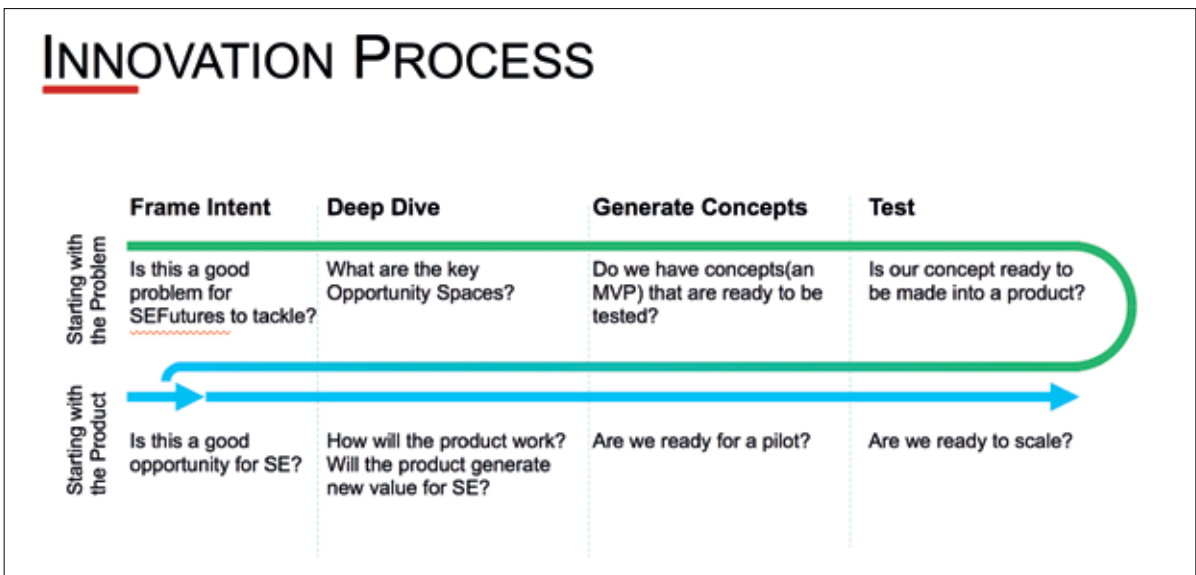 INNOVATION PROCESS
Frame Intent
Deep Dive
Generate Concepts
Test
Starting with
the Problem
Is this a good
problem for
SEFutures to tackle?
What are the key
Opportunity Spaces?
Do we have concepts(an
MVP) that are ready to be
tested?
Is our concept ready to
be made into a product?
Starting with
the Product
Is this a good
opportunity for SE?
How will the product work?
Will the product generate
new value for SE?
Are we ready for a pilot?
Are we ready to scale?